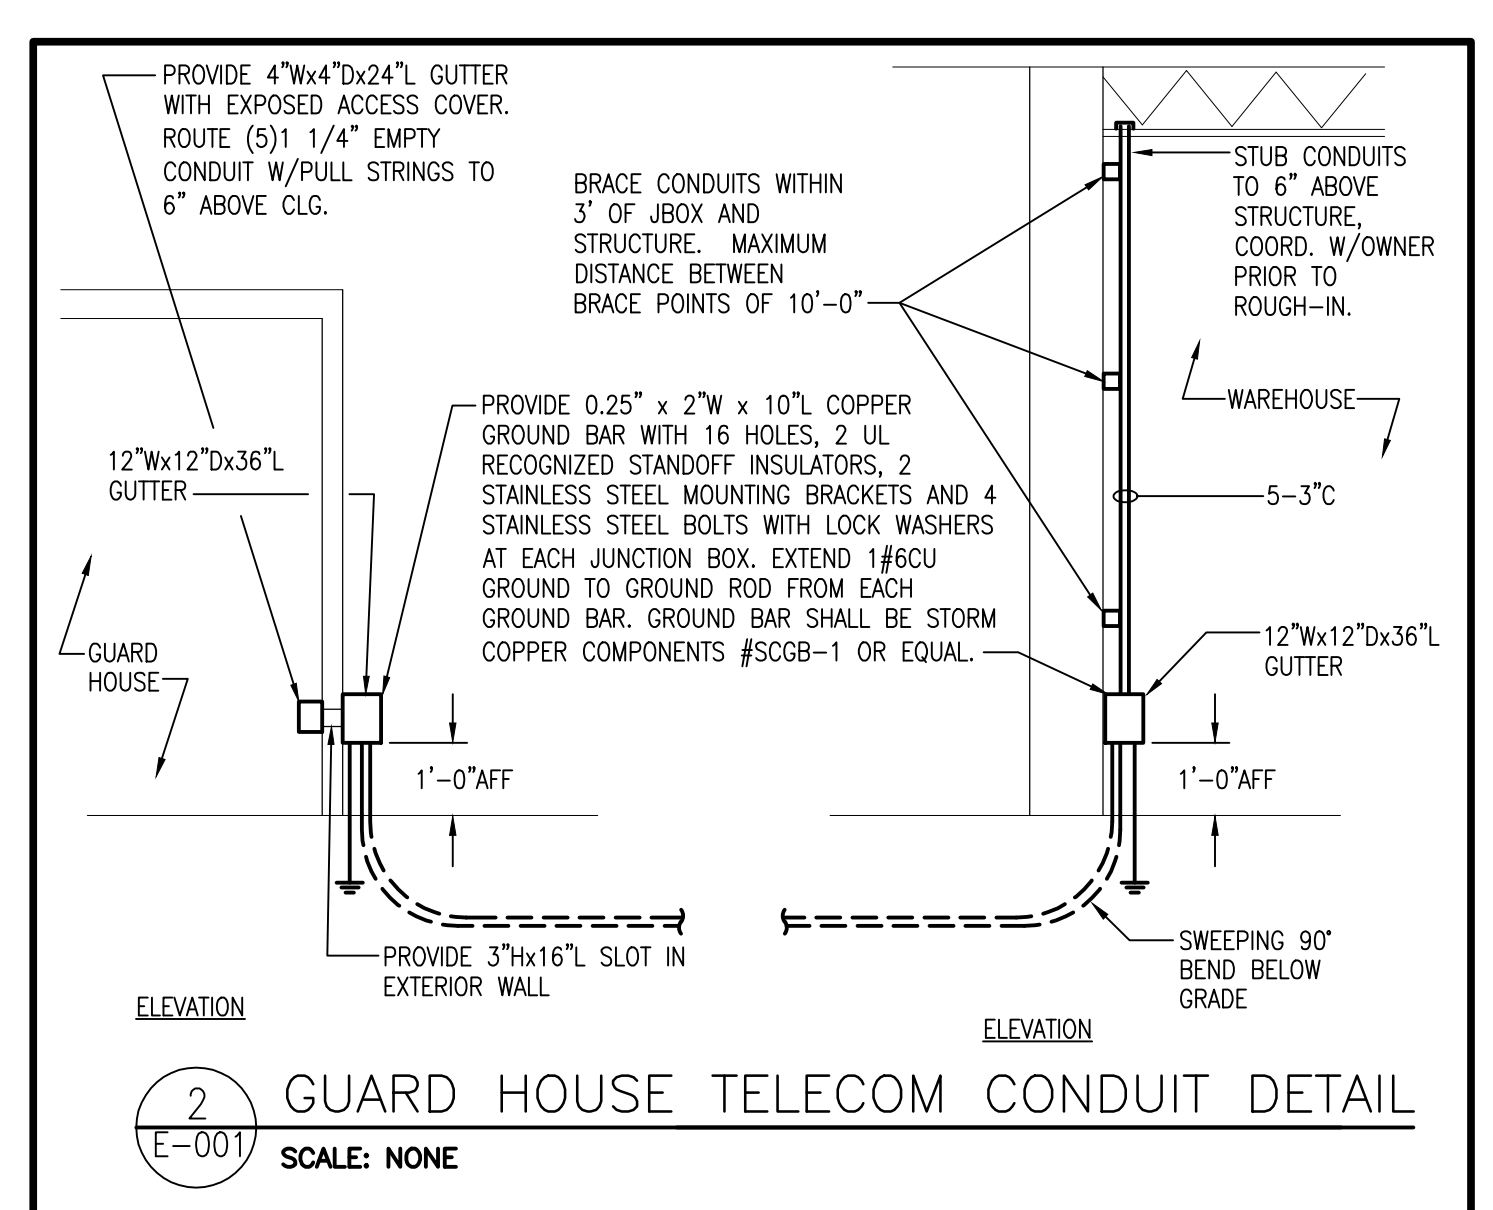 PROVIDE 4"Wx4"Dx24"L GUTTER
WITH EXPOSED ACCESS COVER.
ROUTE (5)1 1/4" EMPTY
CONDUIT W/PULL STRINGS TO
6" ABOVE CLG.
BRACE CONDUITS WITHIN
3' OF JBOX AND
STRUCTURE. MAXIMUM
DISTANCE BETWEEN
BRACE POINTS OF 10'-0"
STUB CONDUITS
TO 6" ABOVE
STRUCTURE,
COORD. W/OWNER
PRIOR TO
ROUGH-IN.
WAREHOUSE
12"Wx12"Dx36"L
GUTTER
PROVIDE 0.25" x 2"W x 10"L COPPER
GROUND BAR WITH 16 HOLES, 2 UL
RECOGNIZED STANDOFF INSULATORS, 2
STAINLESS STEEL MOUNTING BRACKETS AND 4
STAINLESS STEEL BOLTS WITH LOCK WASHERS
AT EACH JUNCTION BOX. EXTEND 1#6CU
GROUND TO GROUND ROD FROM EACH
GROUND BAR. GROUND BAR SHALL BE STORM
COPPER COMPONENTS #SCGB-1 OR EQUAL.
5-3"C
GUARD
HOUSE
12"Wx12"Dx36"L
GUTTER
1'-0"AFF
1'-0"AFF
PROVIDE 3"Hx16"L SLOT IN
EXTERIOR WALL
SWEEPING 90°
BEND BELOW
GRADE
ELEVATION
ELEVATION
2
E-001
GUARD HOUSE TELECOM CONDUIT DETAIL
SCALE: NONE